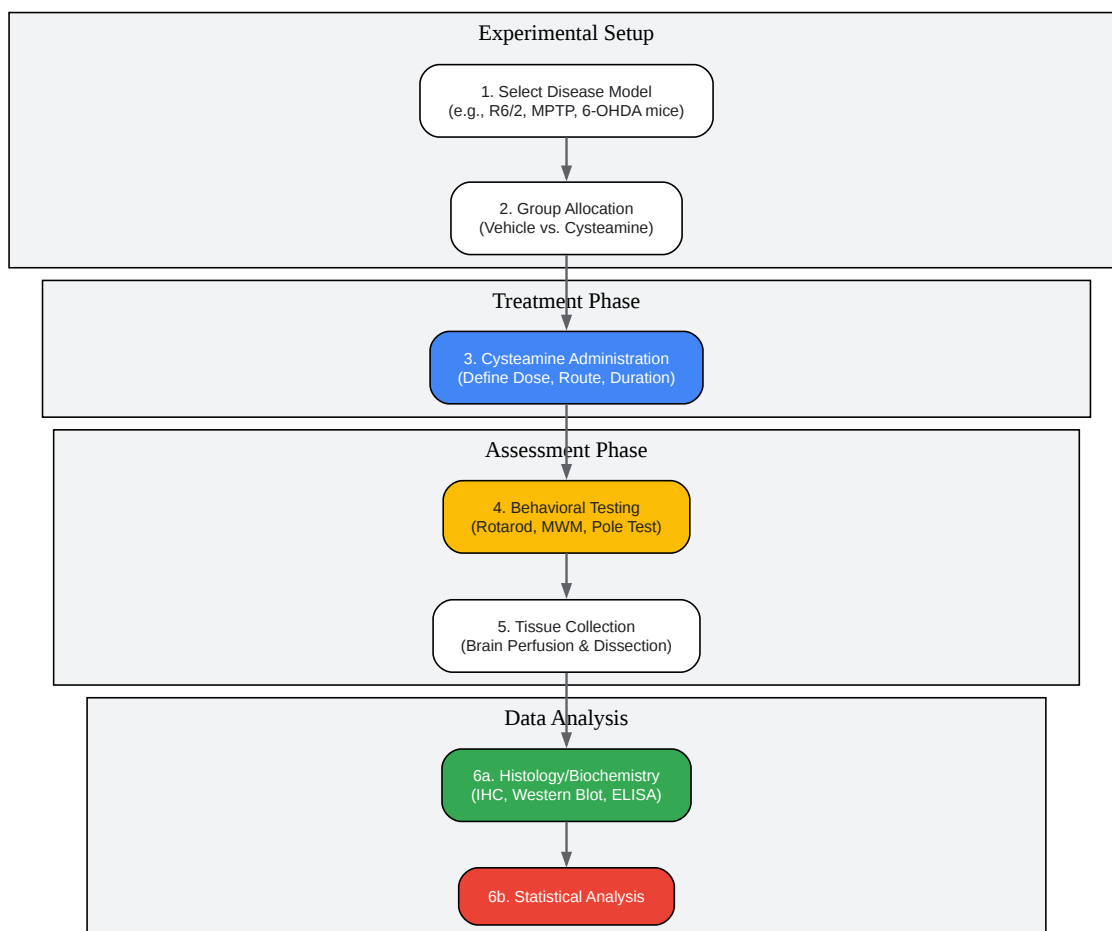 Experimental Setup
1. Select Disease Model
(e.g., R6/2, MPTP, 6-OHDA mice)
2. Group Allocation
(Vehicle vs. Cysteamine)
Treatment Phase
3. Cysteamine Administration
(Define Dose, Route, Duration)
Assessment Phase
4. Behavioral Testing
(Rotarod, MWM, Pole Test)
5. Tissue Collection
(Brain Perfusion & Dissection)
Data Analysis
6a. Histology/Biochemistry
(IHC, Western Blot, ELISA)
6b. Statistical Analysis